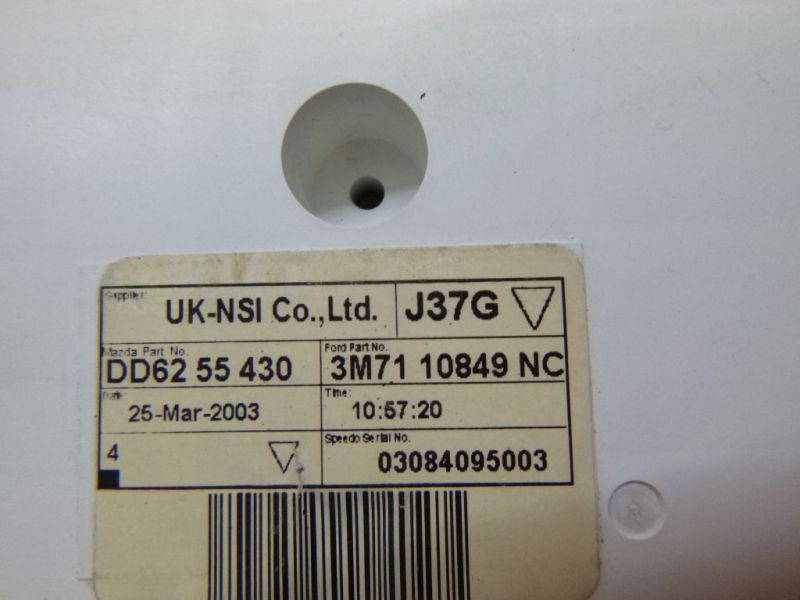 Supplier: UK-NSI Co.,Ltd. J37G
Mazda Part No. Ford Part No.
DD62 55 430 3M71 10849 NC
Date Time:
25-Mar-2003 10:57:20
4 Speedo Serial No.
03084095003